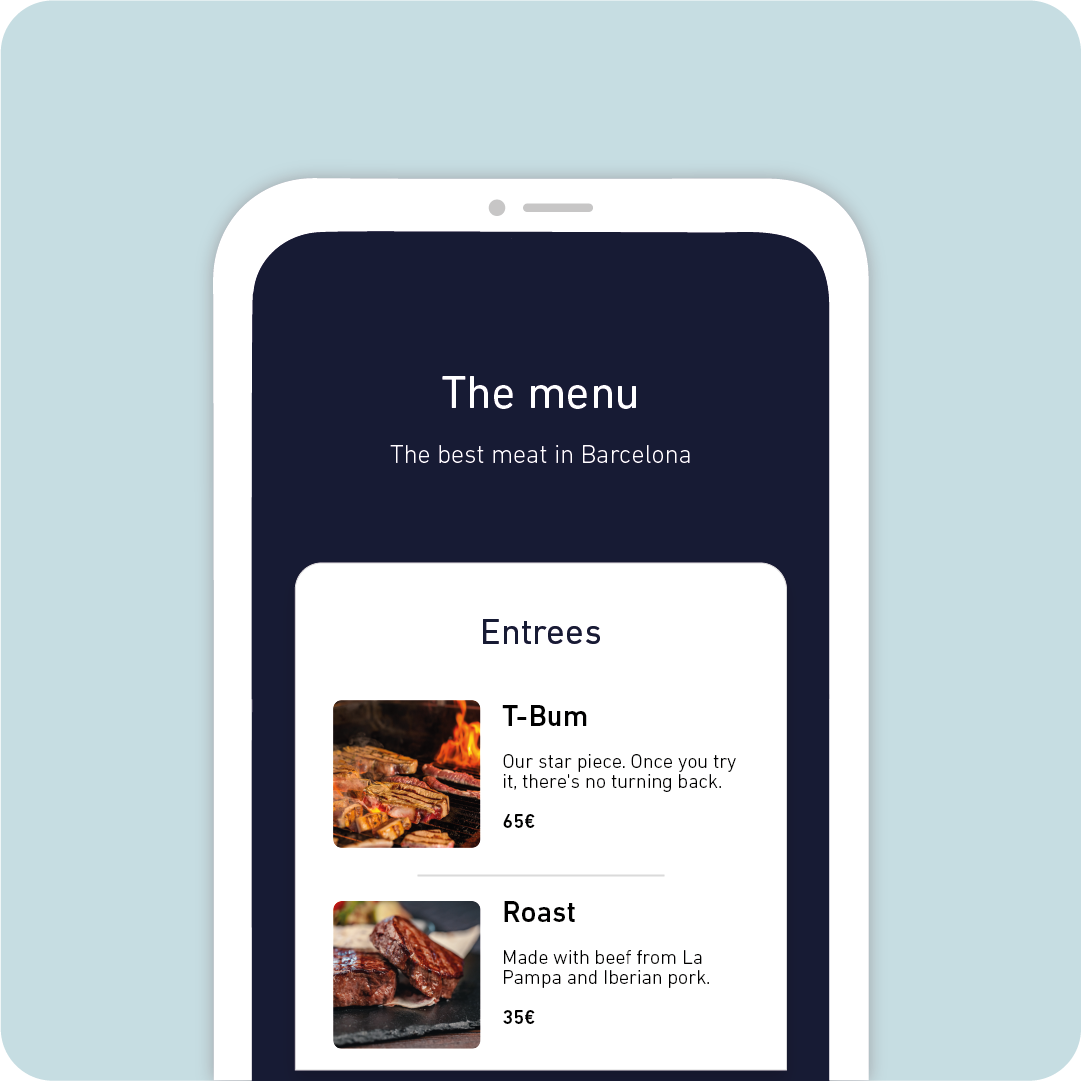 The menu
The best meat in Barcelona
Entrees
T-Bum
Our star piece. Once you try
it, there's no turning back.
65€
Roast
Made with beef from La
Pampa and Iberian pork.
35€